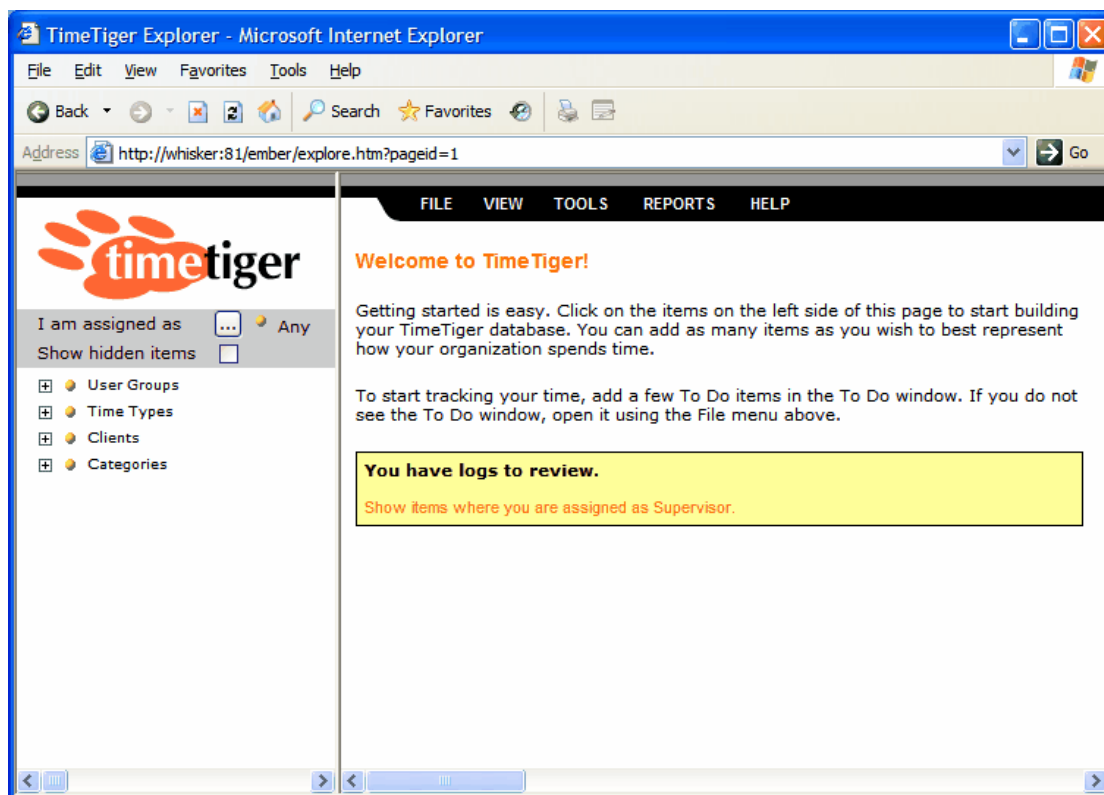 TimeTiger Explorer - Microsoft Internet Explorer
File Edit View Favorites Tools Help
Back Search Favorites
Address http://whisker:81/ember/explore.htm?pageid=1 Go
FILE VIEW TOOLS REPORTS HELP
timetiger
I am assigned as ... Any
Show hidden items
User Groups
Time Types
Clients
Categories
Welcome to TimeTiger!
Getting started is easy. Click on the items on the left side of this page to start building
your TimeTiger database. You can add as many items as you wish to best represent
how your organization spends time.
To start tracking your time, add a few To Do items in the To Do window. If you do not
see the To Do window, open it using the File menu above.
You have logs to review.
Show items where you are assigned as Supervisor.